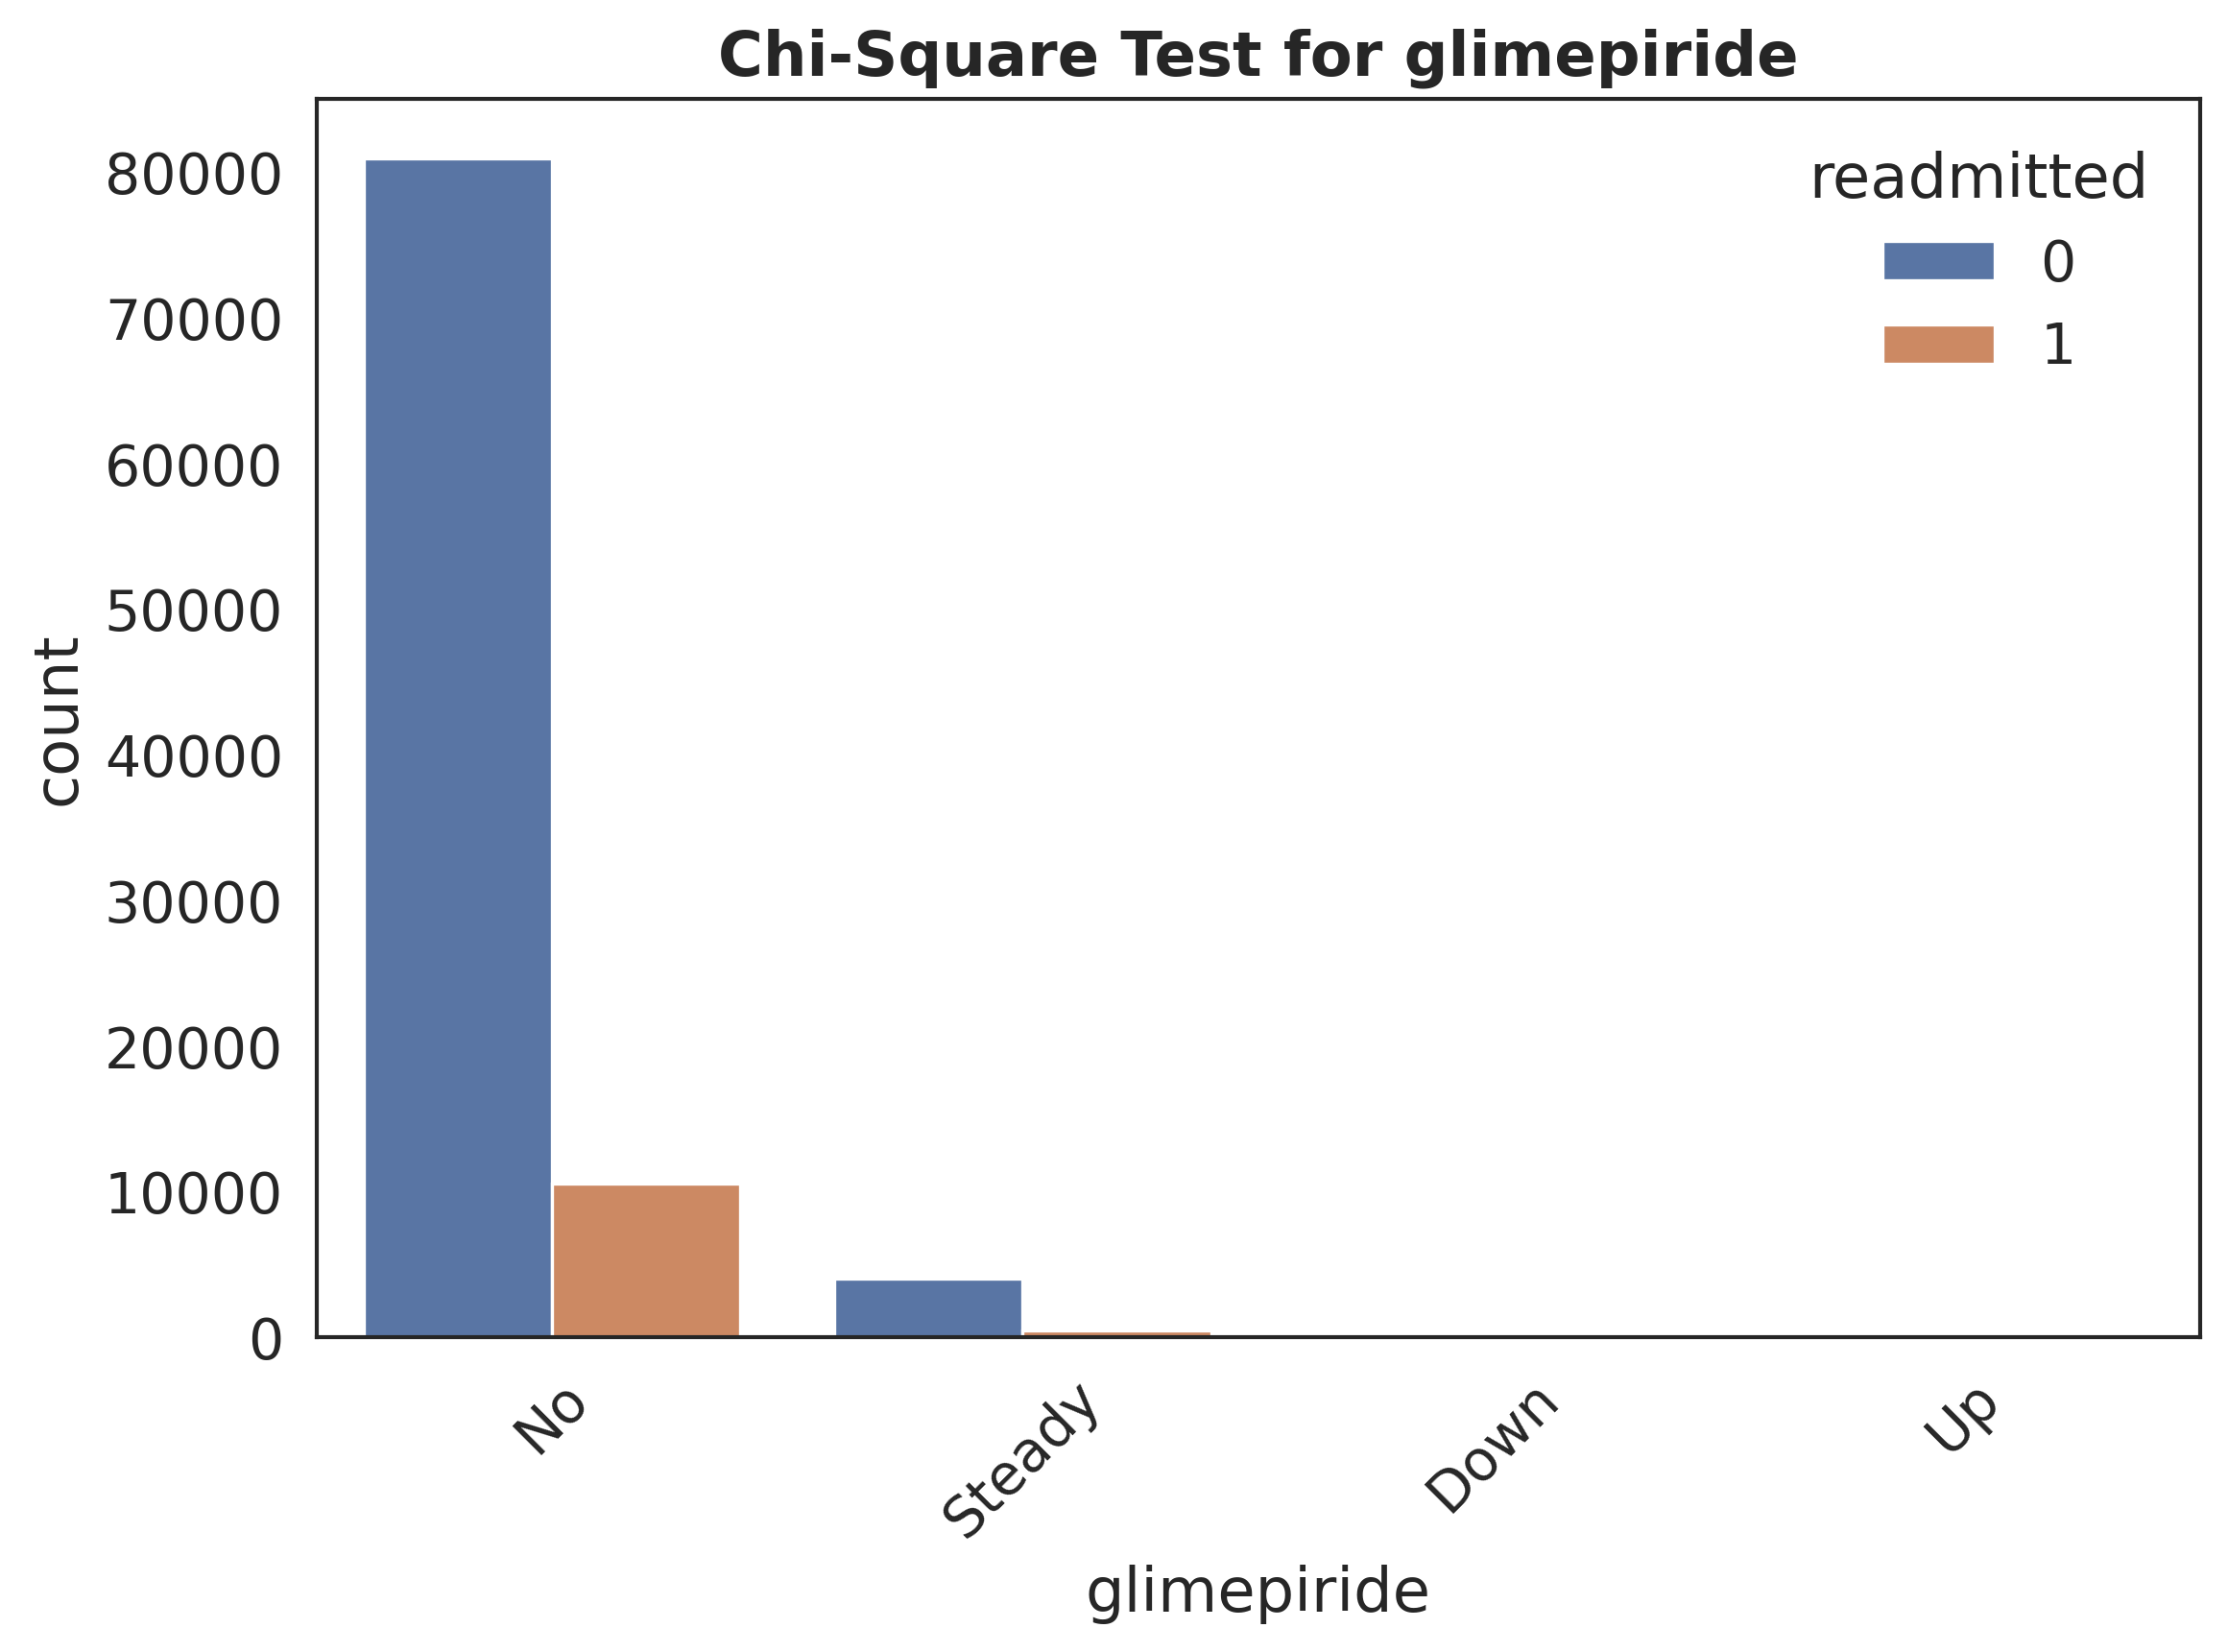 Chi-Square Test for glimepiride
readmitted
0
1
80000
70000
60000
50000
40000
30000
20000
10000
0
count
No
Steady
Down
Up
glimepiride